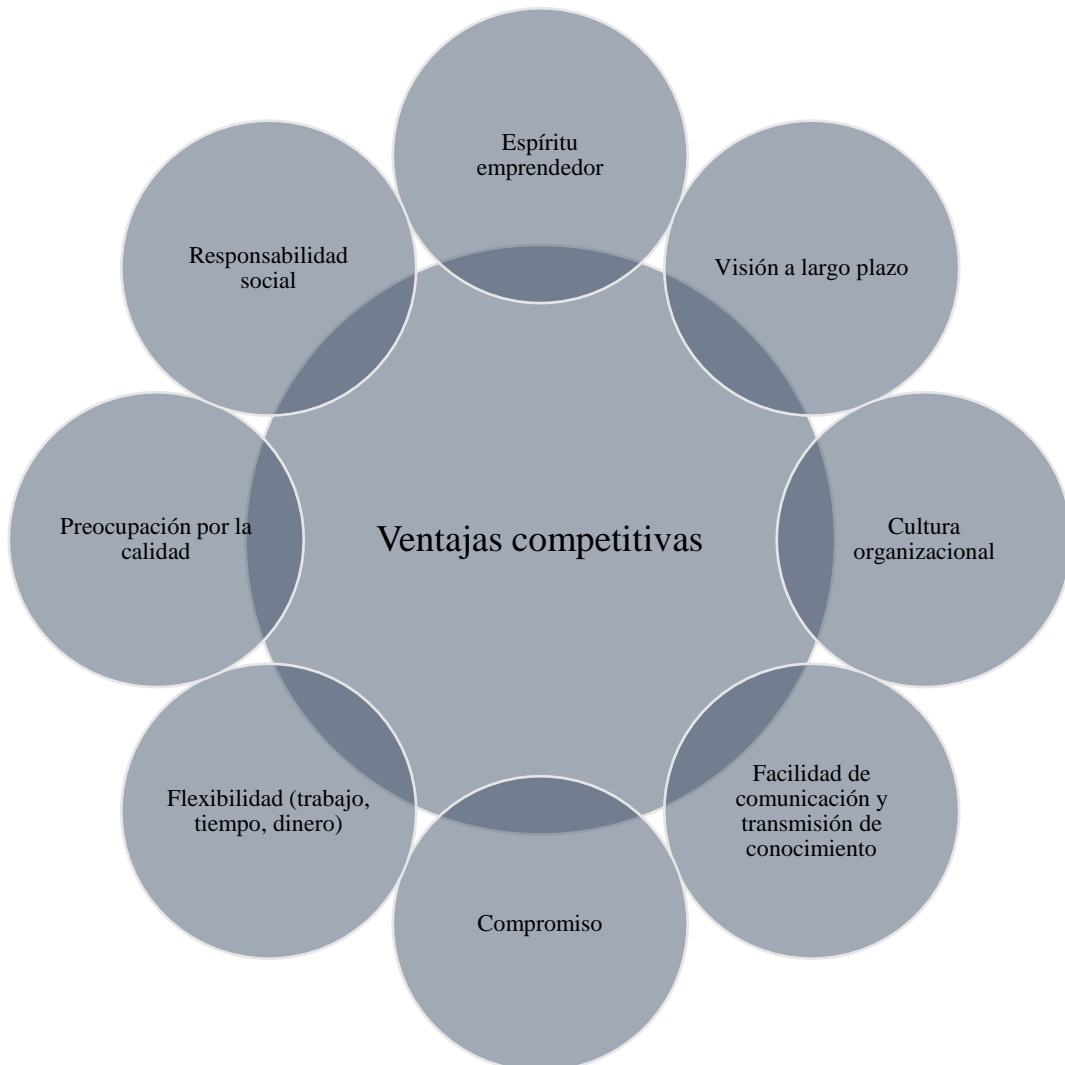 Espíritu
emprendedor
Visión a largo plazo
Cultura
organizacional
Facilidad de
comunicación y
transmisión de
conocimiento
Compromiso
Flexibilidad (trabajo,
tiempo, dinero)
Preocupación por la
calidad
Responsabilidad
social
Ventajas competitivas